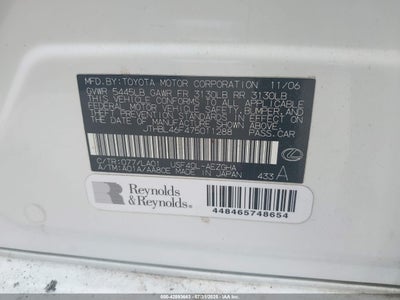 MFD.BY:TOYOTA MOTOR CORPORATION 11/06
GVWR 5445LB GAWR FR 3130LB RR 3130LB
THIS VEHICLE CONFORMS TO ALL APPLICABLE
FEDERAL MOTOR VEHICLE SAFETY, BUMPER, AND
THEFT PREVENTION STANDARDS IN EFFECT ON
THE DATE OF MANUFACTURE SHOWN ABOVE.
JTHBL46F475011288 PASS.CAR
C/TR:077/LA01 USF40L-AEZGHA
A/TM:A01A/AA80E MADE IN JAPAN
433 A
R
Reynolds
& Reynolds
448465748654